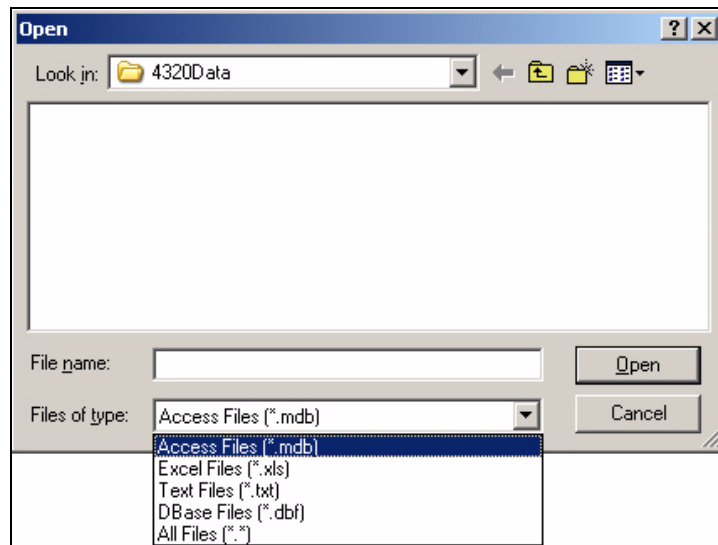 Open
Look in: 4320Data
File name:
Open
Files of type: Access Files (*.mdb)
Cancel
Access Files (*.mdb)
Excel Files (*.xls)
Text Files (*.txt)
DBase Files (*.dbf)
All Files (*.*)